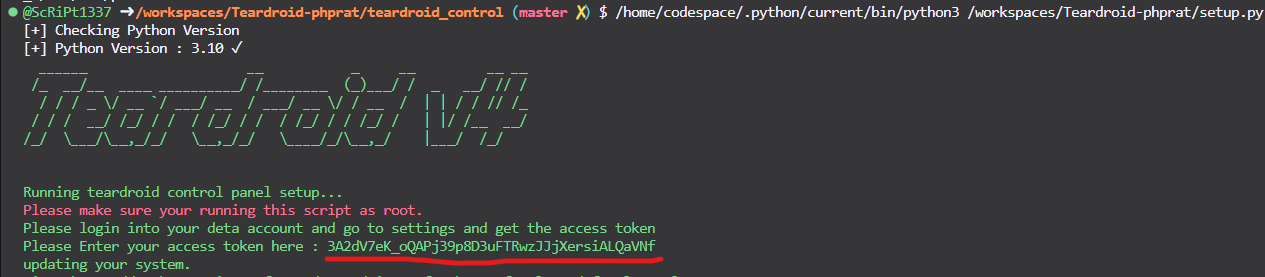 @ScRiPt1337 ➜/workspaces/Teardroid-phprat/teardroid_control (master ✗) $ /home/codespace/.python/current/bin/python3 /workspaces/Teardroid-phprat/setup.py
[+] Checking Python Version
[+] Python Version : 3.10 ✓
Teardroid v4
Running teardroid control panel setup...
Please make sure your running this script as root.
Please login into your deta account and go to settings and get the access token
Please Enter your access token here : 3A2dV7eK_oQAPj39p8D3uFTRwzJJjXersiALQaVNf
updating your system.